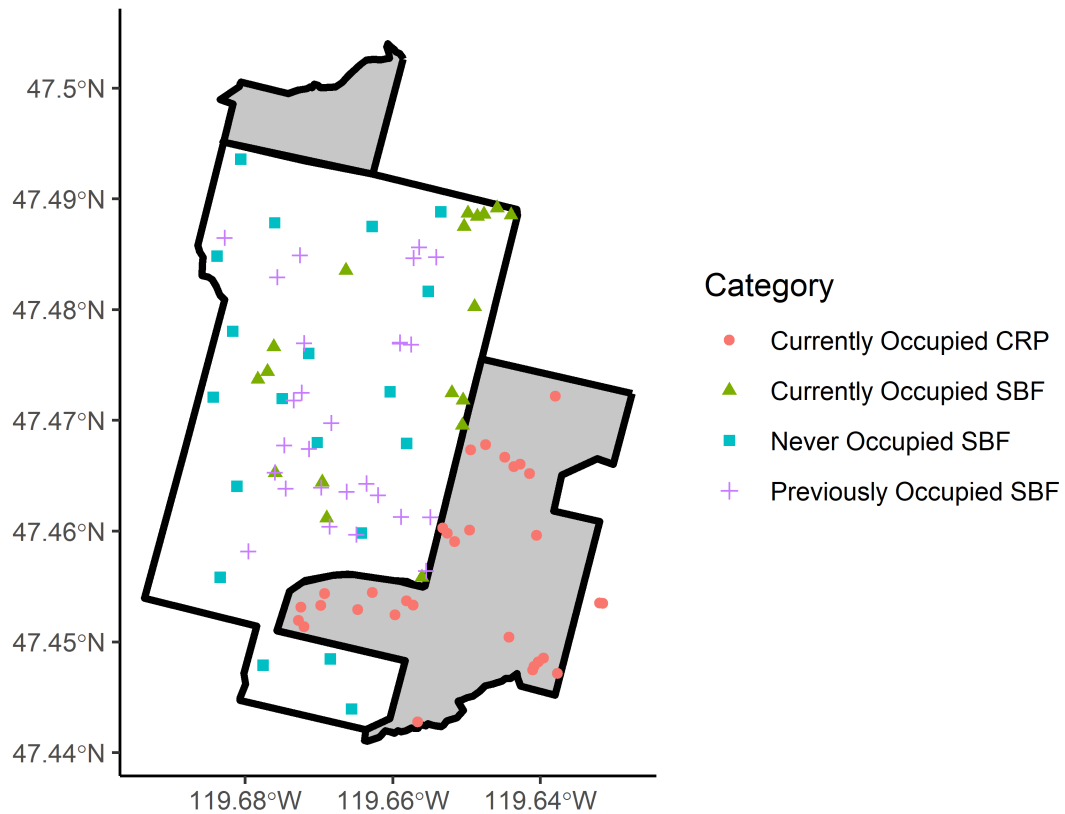 47.5°N
47.49°N
47.48°N
47.47°N
47.46°N
47.45°N
47.44°N
119.68°W 119.66°W 119.64°W
Category
Currently Occupied CRP
Currently Occupied SBF
Never Occupied SBF
Previously Occupied SBF